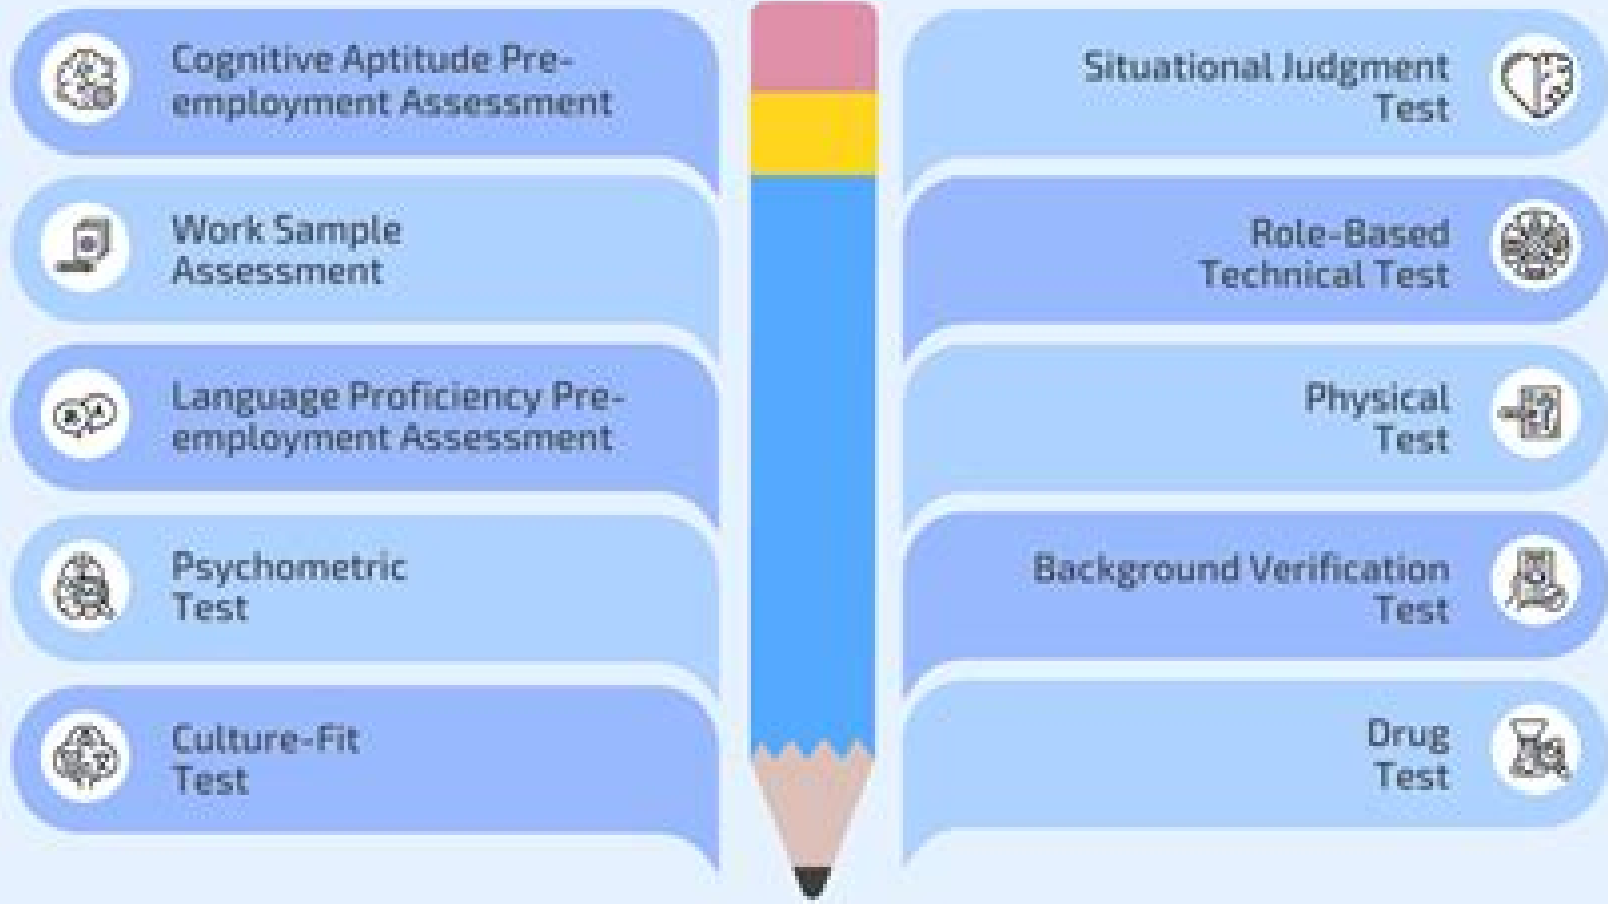 Cognitive Aptitude Pre-
employment Assessment
Work Sample
Assessment
Language Proficiency Pre-
employment Assessment
Psychometric
Test
Culture-Fit
Test
Situational Judgment
Test
Role-Based
Technical Test
Physical
Test
Background Verification
Test
Drug
Test